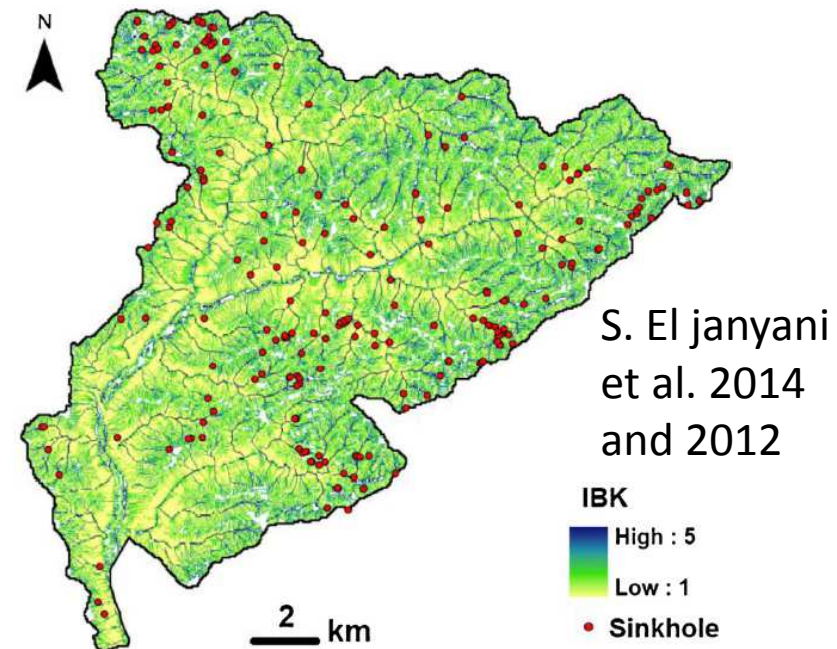 N
S. El janyani
et al. 2014
and 2012
IBK
High : 5
Low : 1
Sinkhole
2
km